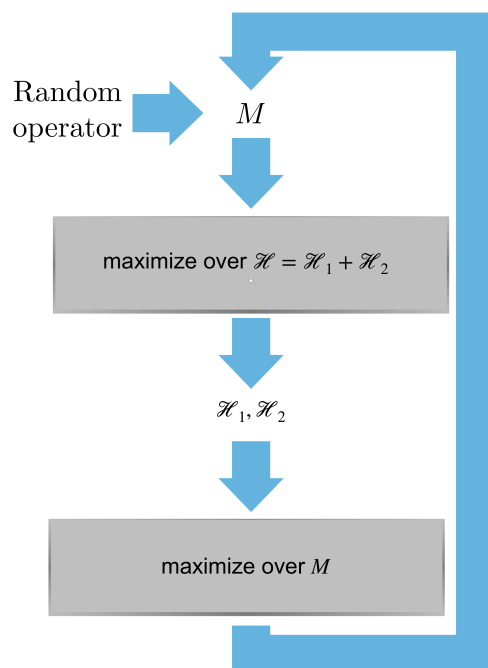 Random
operator
M
maximize over ℋ = ℋ₁ + ℋ₂
ℋ₁, ℋ₂
maximize over M